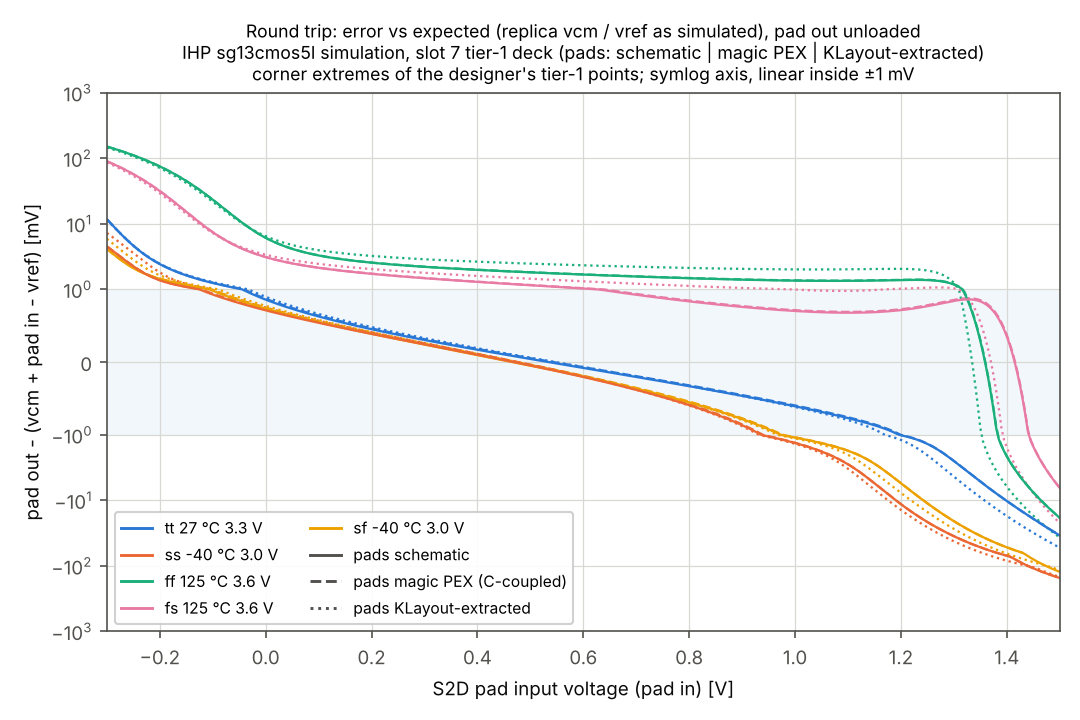 Round trip: error vs expected (replica vcm / vref as simulated), pad out unloaded
IHP sg13cmos5l simulation, slot 7 tier-1 deck (pads: schematic | magic PEX | KLayout-extracted)
corner extremes of the designer's tier-1 points; symlog axis, linear inside ±1 mV
pad out - (vcm + pad in - vref) [mV]
10³
10²
10¹
10⁰
0
−10⁰
−10¹
−10²
−10³
tt 27 °C 3.3 V
ss -40 °C 3.0 V
ff 125 °C 3.6 V
fs 125 °C 3.6 V
sf -40 °C 3.0 V
pads schematic
pads magic PEX (C-coupled)
pads KLayout-extracted
−0.2 0.0 0.2 0.4 0.6 0.8 1.0 1.2 1.4
S2D pad input voltage (pad in) [V]